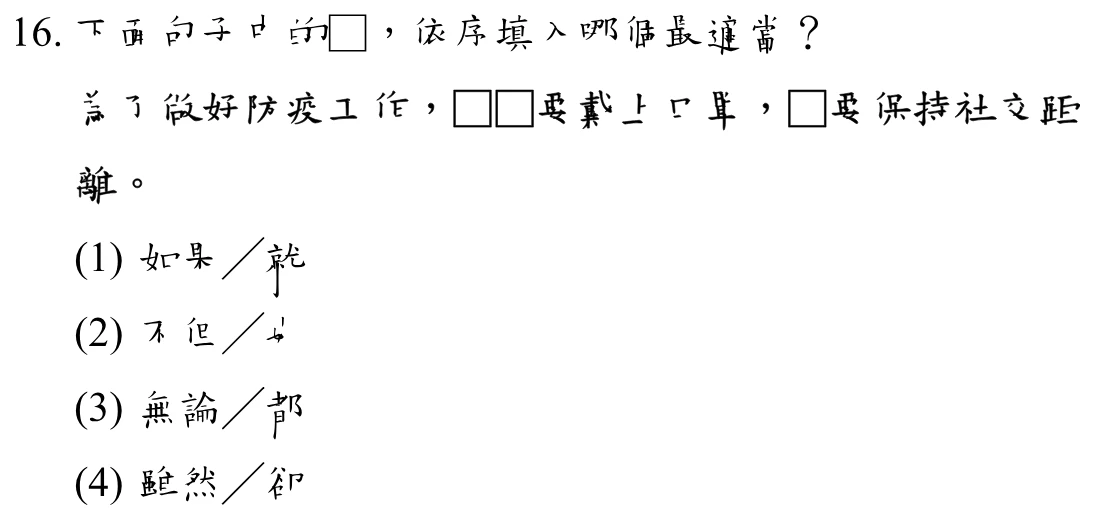 16. 下面句子中的□，依序填入哪個最適當？
為了做好防疫工作，□□要戴上口罩，□要保持社交距
離。
(1) 如果／就
(2) 不但／也
(3) 無論／都
(4) 雖然／卻